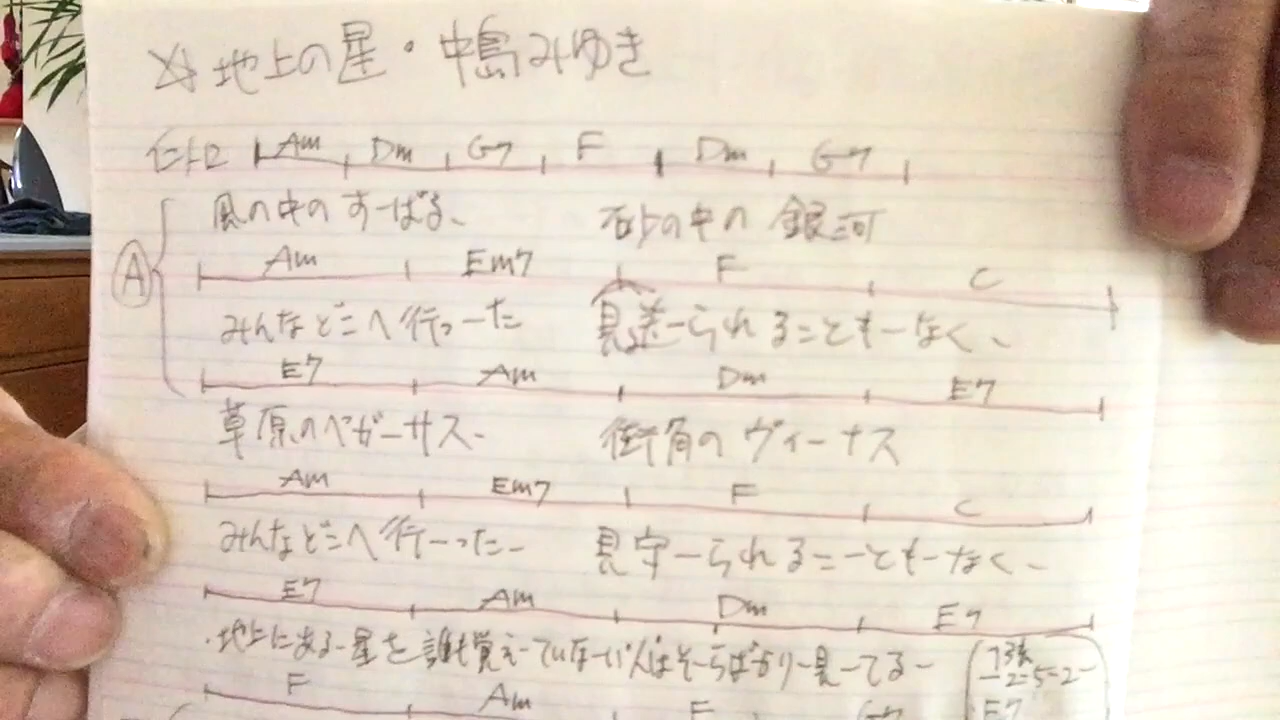 ☆ 地上の星・中島みゆき
イントロ Am Dm G7 F Dm G7
風の中のすーばる、 砂の中の 銀河
Ⓐ Am Em7 F C
みんなどこへ行っーた 見送ーられることもーなく、
E7 Am Dm E7
草原のペガーサス- 街角の ヴィーナス
Am Em7 F C
みんなどこへ行ーったー 見守ーられるこーともーなく、
E7 Am Dm E7
・地上にあるー星を誰も覚えーていなーい人はそーらばかりー見ーてるー
F Am F G7 E7